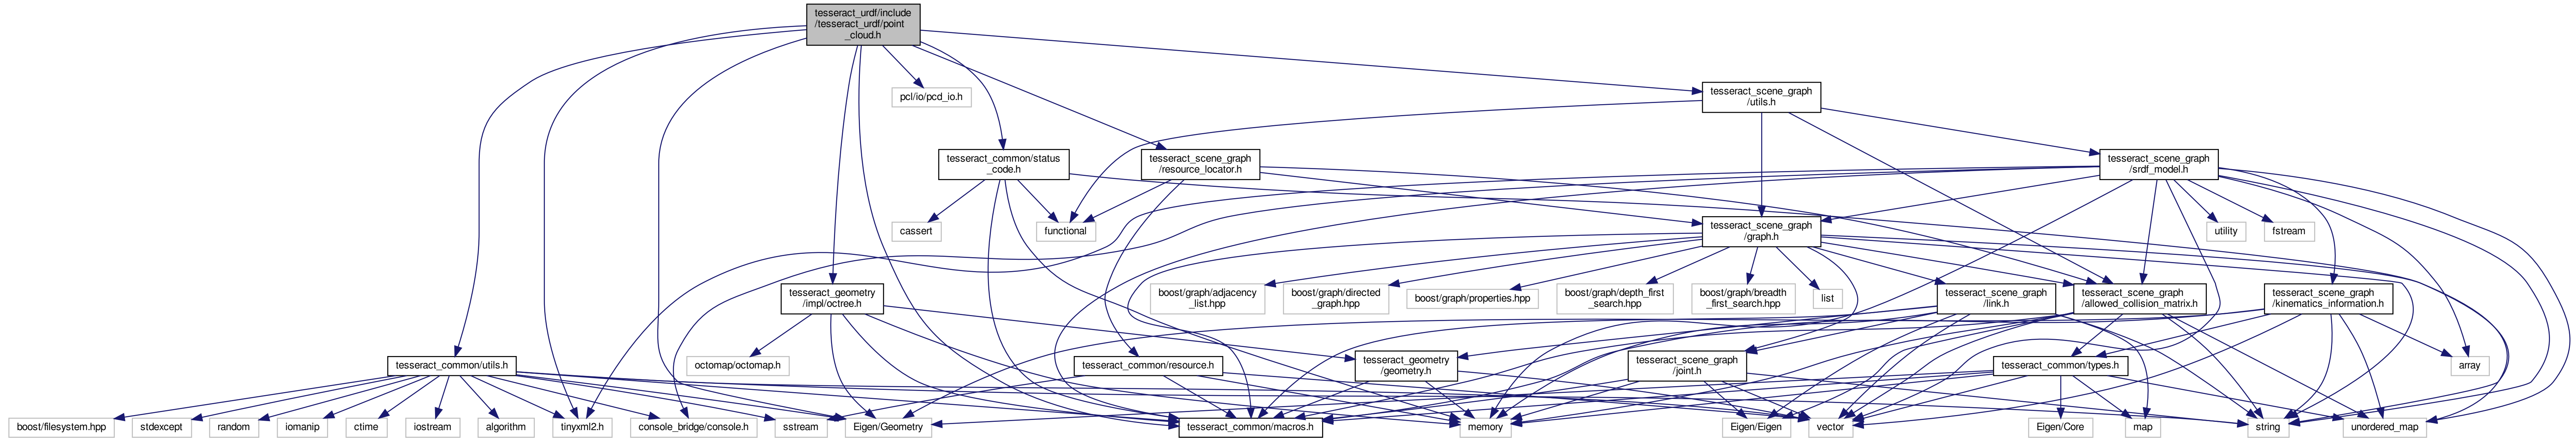 tesseract_urdf/include
/tesseract_urdf/point
_cloud.h
pcl/io/pcd_io.h
tesseract_scene_graph
/utils.h
tesseract_common/status
_code.h
tesseract_scene_graph
/resource_locator.h
tesseract_scene_graph
/srdf_model.h
cassert
functional
tesseract_scene_graph
/graph.h
utility
fstream
tesseract_geometry
/impl/octree.h
boost/graph/adjacency
_list.hpp
boost/graph/directed
_graph.hpp
boost/graph/properties.hpp
boost/graph/depth_first
_search.hpp
boost/graph/breadth
_first_search.hpp
list
tesseract_scene_graph
/link.h
tesseract_scene_graph
/allowed_collision_matrix.h
tesseract_scene_graph
/kinematics_information.h
tesseract_common/utils.h
octomap/octomap.h
tesseract_common/resource.h
tesseract_geometry
/geometry.h
tesseract_scene_graph
/joint.h
tesseract_common/types.h
array
boost/filesystem.hpp
stdexcept
random
iomanip
ctime
iostream
algorithm
tinyxml2.h
console_bridge/console.h
sstream
Eigen/Geometry
tesseract_common/macros.h
memory
Eigen/Eigen
vector
Eigen/Core
map
string
unordered_map